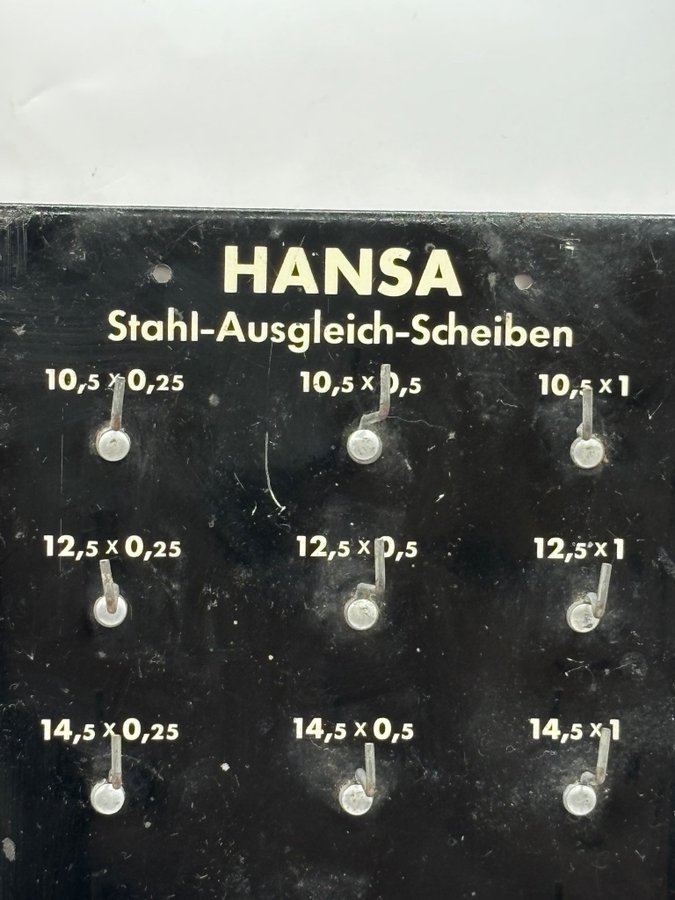 HANSA
Stahl-Ausgleich-Scheiben
10,5 x 0,25 10,5 x 0,5 10,5 x 1
12,5 x 0,25 12,5 x 0,5 12,5 x 1
14,5 x 0,25 14,5 x 0,5 14,5 x 1